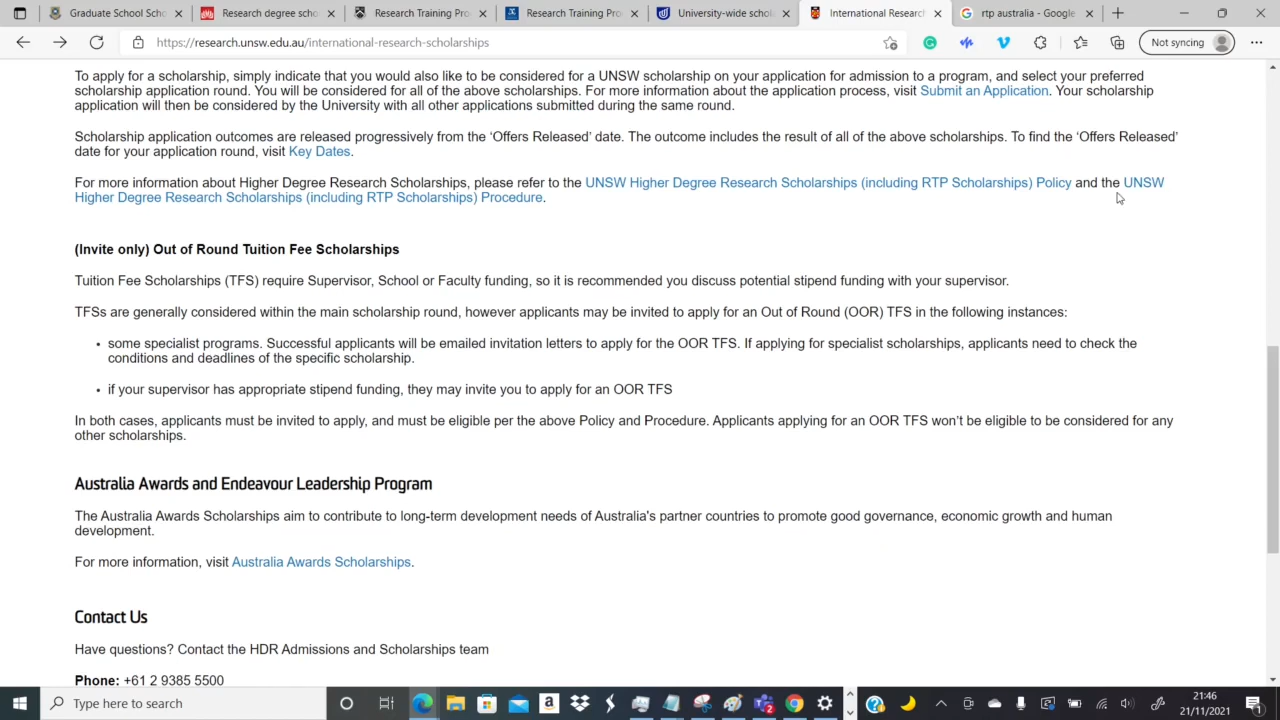 Graduate School Sch
Research degree scho
Research Training Pro
Research Training Pro
University-wide schol
International Research
rtp australia - Google
https://research.unsw.edu.au/international-research-scholarships
Not syncing
To apply for a scholarship, simply indicate that you would also like to be considered for a UNSW scholarship on your application for admission to a program, and select your preferred
scholarship application round. You will be considered for all of the above scholarships. For more information about the application process, visit Submit an Application. Your scholarship
application will then be considered by the University with all other applications submitted during the same round.
Scholarship application outcomes are released progressively from the ‘Offers Released’ date. The outcome includes the result of all of the above scholarships. To find the ‘Offers Released’
date for your application round, visit Key Dates.
For more information about Higher Degree Research Scholarships, please refer to the UNSW Higher Degree Research Scholarships (including RTP Scholarships) Policy and the UNSW
Higher Degree Research Scholarships (including RTP Scholarships) Procedure.
(Invite only) Out of Round Tuition Fee Scholarships
Tuition Fee Scholarships (TFS) require Supervisor, School or Faculty funding, so it is recommended you discuss potential stipend funding with your supervisor.
TFSs are generally considered within the main scholarship round, however applicants may be invited to apply for an Out of Round (OOR) TFS in the following instances:
• some specialist programs. Successful applicants will be emailed invitation letters to apply for the OOR TFS. If applying for specialist scholarships, applicants need to check the
conditions and deadlines of the specific scholarship.
• if your supervisor has appropriate stipend funding, they may invite you to apply for an OOR TFS
In both cases, applicants must be invited to apply, and must be eligible per the above Policy and Procedure. Applicants applying for an OOR TFS won’t be eligible to be considered for any
other scholarships.
Australia Awards and Endeavour Leadership Program
The Australia Awards Scholarships aim to contribute to long-term development needs of Australia's partner countries to promote good governance, economic growth and human
development.
For more information, visit Australia Awards Scholarships.
Contact Us
Have questions? Contact the HDR Admissions and Scholarships team
Phone: +61 2 9385 5500
Type here to search
21:46
21/11/2021